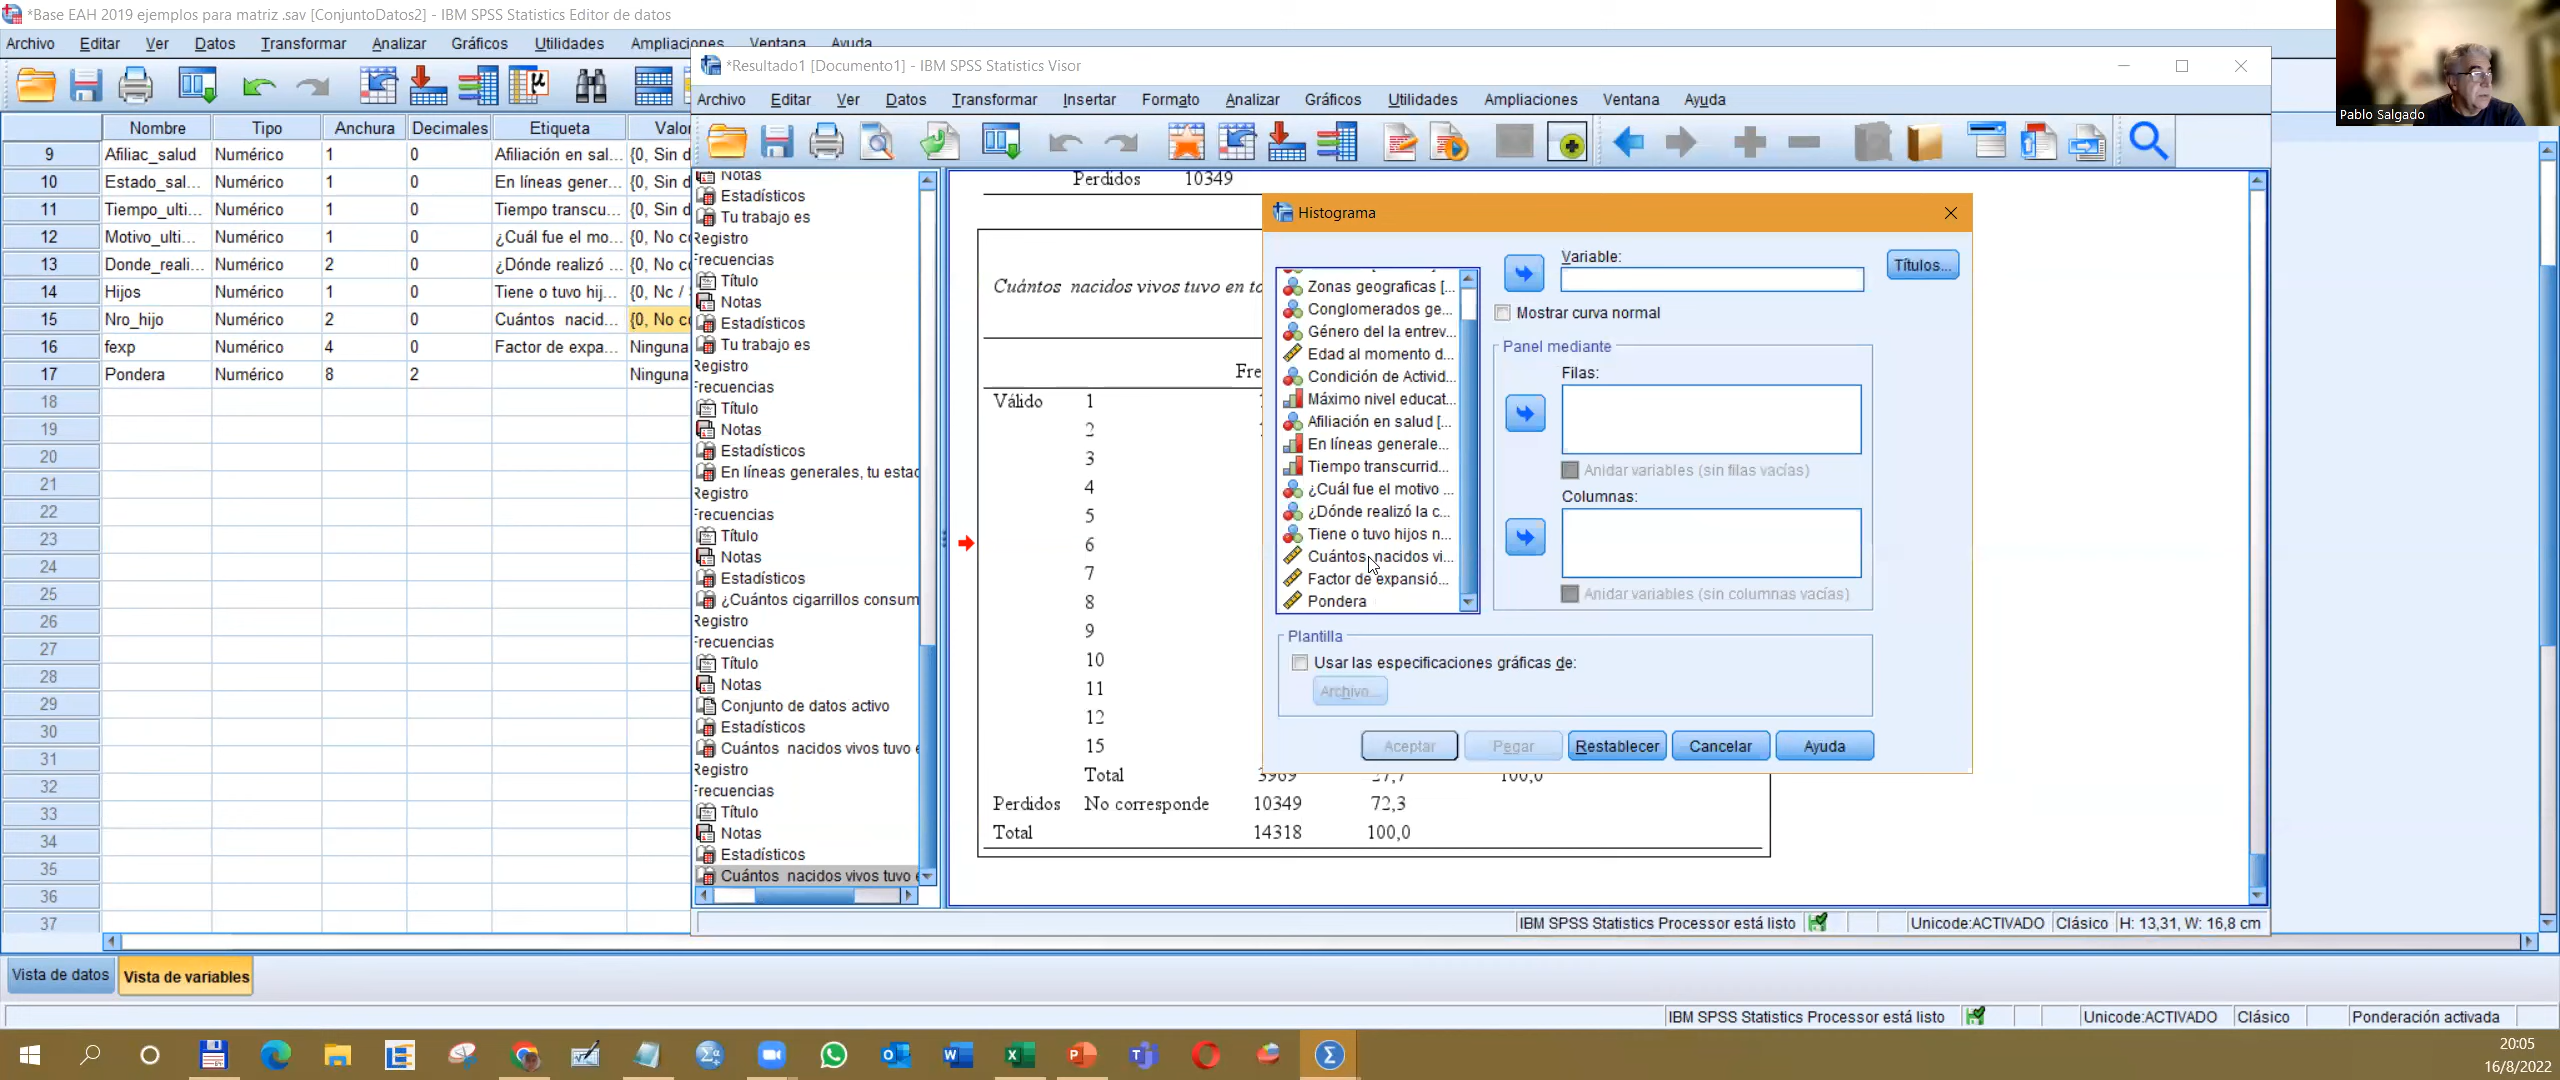 *Base EAH 2019 ejemplos para matriz .sav [ConjuntoDatos2] - IBM SPSS Statistics Editor de datos
Archivo Editar Ver Datos Transformar Analizar Gráficos Utilidades Ampliaciones Ventana Ayuda
Nombre Tipo Anchura Decimales Etiqueta Valor
9 Afiliac_salud Numérico 1 0 Afiliación en sal... {0, Sin d
10 Estado_sal... Numérico 1 0 En líneas gener... {0, Sin d
11 Tiempo_ulti... Numérico 1 0 Tiempo transcu... {0, Sin d
12 Motivo_ulti... Numérico 1 0 ¿Cuál fue el mo... {0, No co
13 Donde_reali... Numérico 2 0 ¿Dónde realizó ... {0, No co
14 Hijos Numérico 1 0 Tiene o tuvo hij... {0, Nc /
15 Nro_hijo Numérico 2 0 Cuántos nacid... {0, No co
16 fexp Numérico 4 0 Factor de expa... Ninguna
17 Pondera Numérico 8 2 Ninguna
18
19
20
21
22
23
24
25
26
27
28
29
30
31
32
33
34
35
36
37
Vista de datos Vista de variables
*Resultado1 [Documento1] - IBM SPSS Statistics Visor
Archivo Editar Ver Datos Transformar Insertar Formato Analizar Gráficos Utilidades Ampliaciones Ventana Ayuda
Notas
Estadísticos
Tu trabajo es
Registro
Frecuencias
Título
Notas
Estadísticos
Tu trabajo es
Registro
Frecuencias
Título
Notas
Estadísticos
En líneas generales, tu estad
Registro
Frecuencias
Título
Notas
Estadísticos
¿Cuántos cigarrillos consum
Registro
Frecuencias
Título
Notas
Conjunto de datos activo
Estadísticos
Cuántos nacidos vivos tuvo e
Registro
Frecuencias
Título
Notas
Estadísticos
Cuántos nacidos vivos tuvo e
Perdidos 10349
Cuántos nacidos vivos tuvo en to
Fre
Válido 1
2
3
4
5
6
7
8
9
10
11
12
15
Total 3969 27,7 100,0
Perdidos No corresponde 10349 72,3
Total 14318 100,0
Histograma
Zonas geograficas [...
Conglomerados ge...
Género del la entrev...
Edad al momento d...
Condición de Activid...
Máximo nivel educat...
Afiliación en salud [...
En líneas generale...
Tiempo transcurrid...
¿Cuál fue el motivo ...
¿Dónde realizó la c...
Tiene o tuvo hijos n...
Cuántos nacidos vi...
Factor de expansió...
Pondera
Variable:
Títulos...
Mostrar curva normal
Panel mediante
Filas:
Anidar variables (sin filas vacías)
Columnas:
Anidar variables (sin columnas vacías)
Plantilla
Usar las especificaciones gráficas de:
Archivo...
Aceptar Pegar Restablecer Cancelar Ayuda
IBM SPSS Statistics Processor está listo Unicode:ACTIVADO Clásico H: 13,31, W: 16,8 cm
IBM SPSS Statistics Processor está listo Unicode:ACTIVADO Clásico Ponderación activada
Pablo Salgado
20:05
16/8/2022